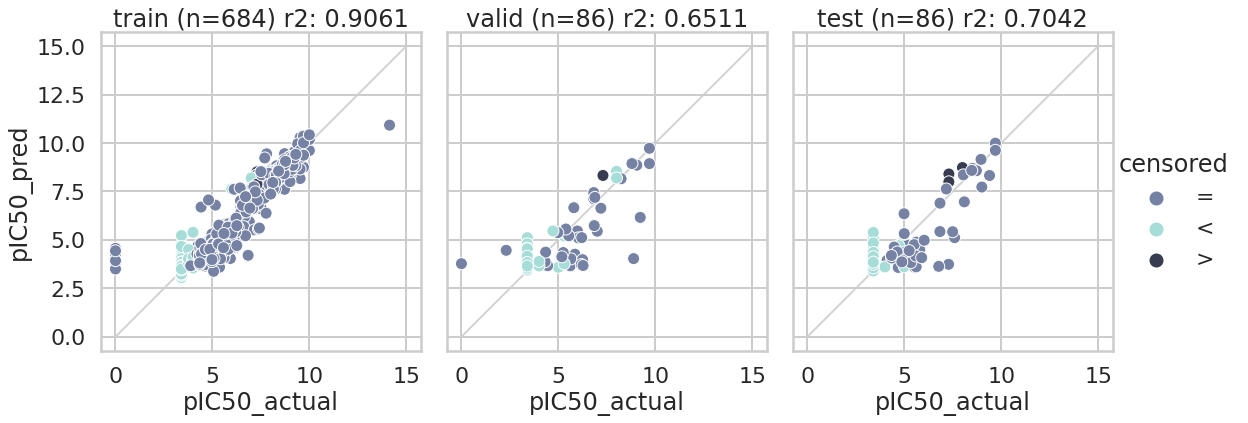 train (n=684) r2: 0.9061
valid (n=86) r2: 0.6511
test (n=86) r2: 0.7042
pIC50_pred
15.0
12.5
10.0
7.5
5.0
2.5
0.0
0 5 10 15
0 5 10 15
0 5 10 15
pIC50_actual
pIC50_actual
pIC50_actual
censored
=
<
>